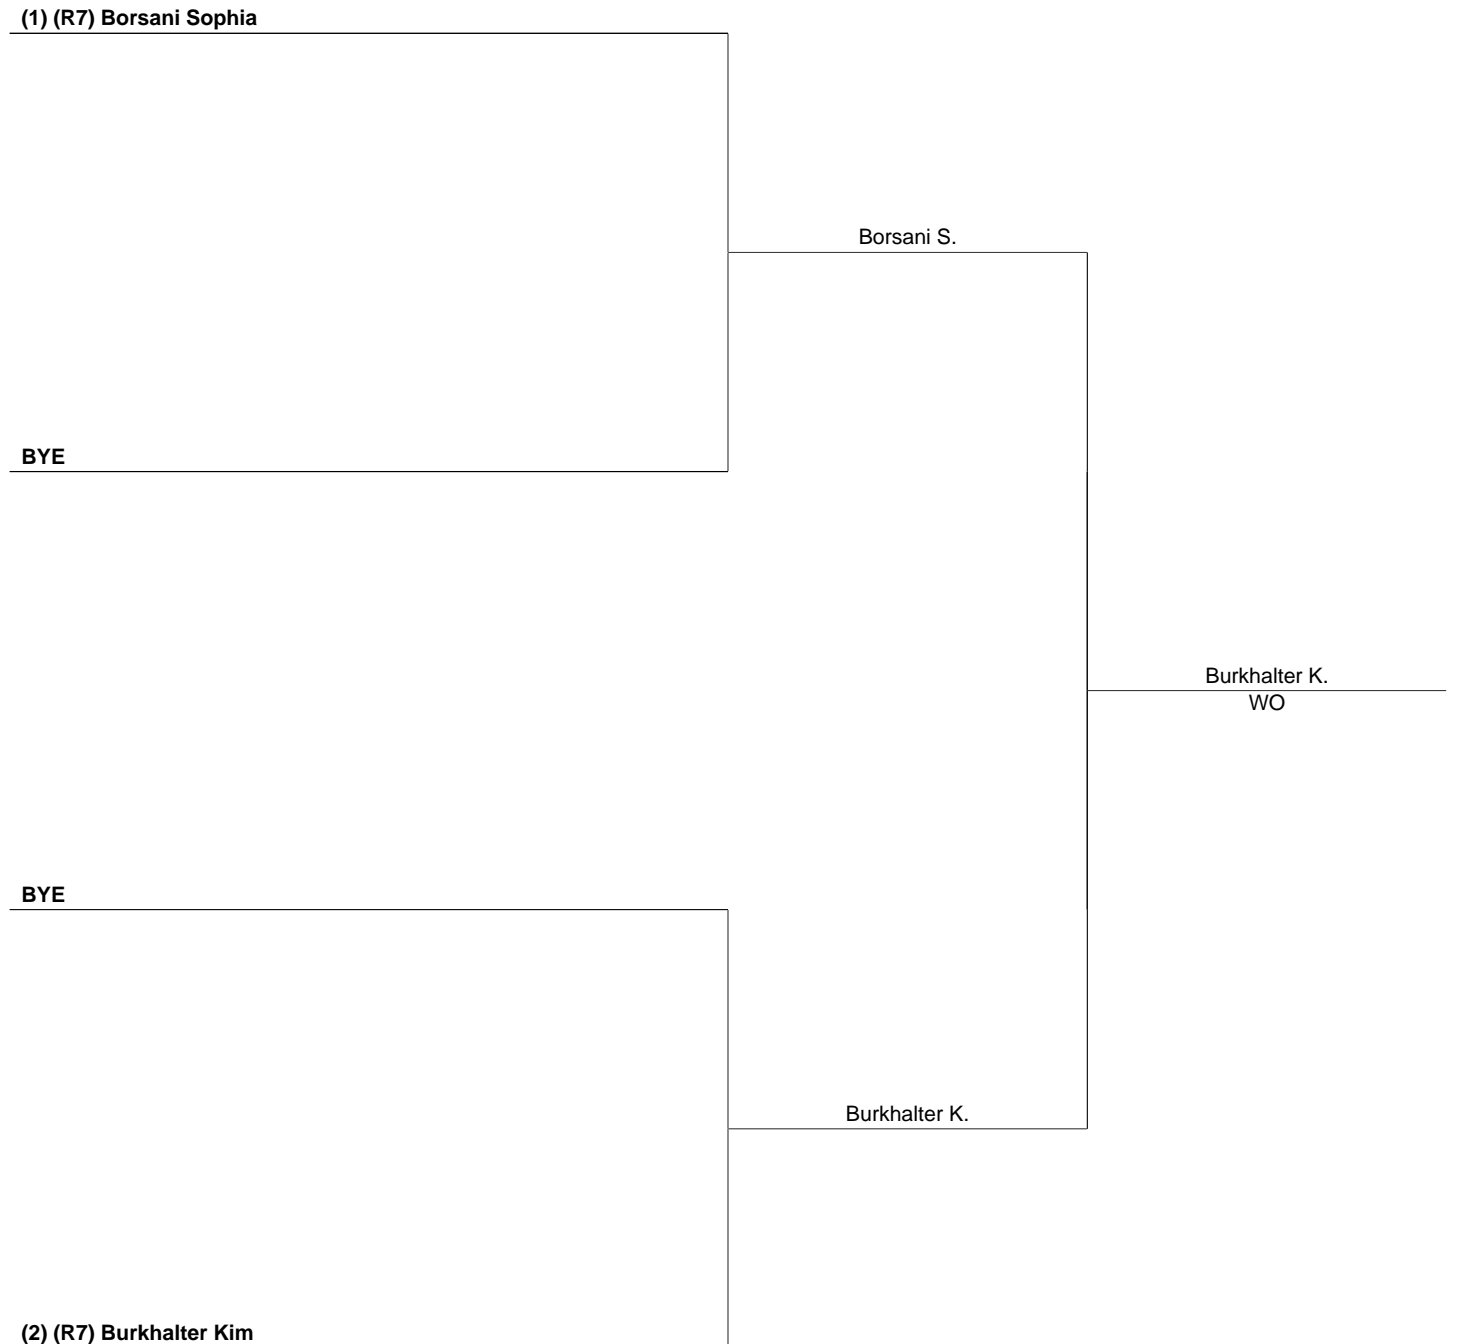 (1) (R7) Borsani Sophia
Borsani S.
BYE
Burkhalter K.
WO
BYE
Burkhalter K.
(2) (R7) Burkhalter Kim